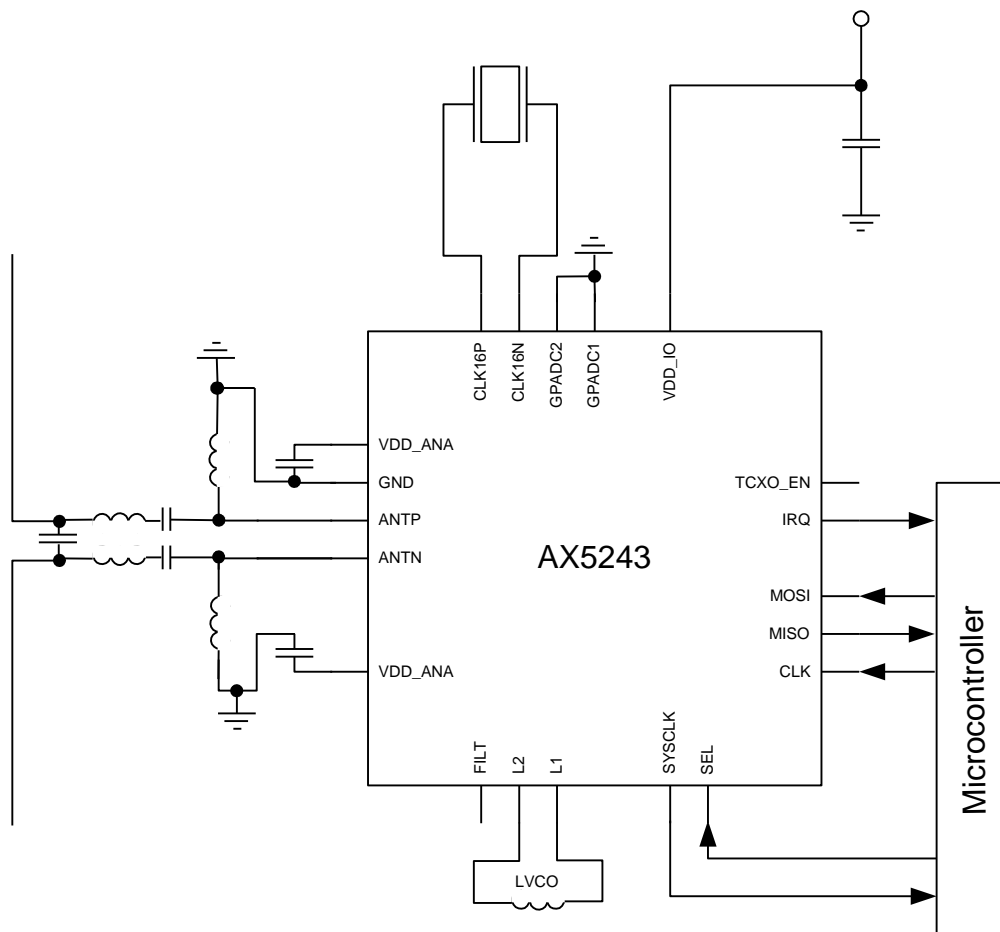 CLK16P
CLK16N
GPADC2
GPADC1
VDD_IO
VDD_ANA
GND
ANTP
ANTN
VDD_ANA
AX5243
TCXO_EN
IRQ
MOSI
MISO
CLK
FILT
L2
L1
SYSCLK
SEL
LVCO
Microcontroller